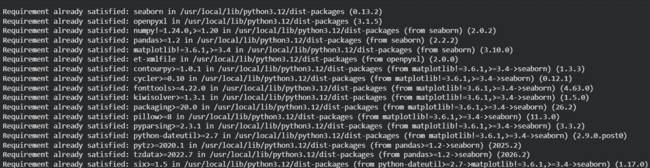 Requirement already satisfied: seaborn in /usr/local/lib/python3.12/dist-packages (0.13.2)
Requirement already satisfied: openpyxl in /usr/local/lib/python3.12/dist-packages (3.1.5)
Requirement already satisfied: numpy!=1.24.0,>=1.20 in /usr/local/lib/python3.12/dist-packages (from seaborn) (2.0.2)
Requirement already satisfied: pandas>=1.2 in /usr/local/lib/python3.12/dist-packages (from seaborn) (2.2.2)
Requirement already satisfied: matplotlib!=3.6.1,>=3.4 in /usr/local/lib/python3.12/dist-packages (from seaborn) (3.10.0)
Requirement already satisfied: et-xmlfile in /usr/local/lib/python3.12/dist-packages (from openpyxl) (2.0.0)
Requirement already satisfied: contourpy>=1.0.1 in /usr/local/lib/python3.12/dist-packages (from matplotlib!=3.6.1,>=3.4->seaborn) (1.3.3)
Requirement already satisfied: cycler>=0.10 in /usr/local/lib/python3.12/dist-packages (from matplotlib!=3.6.1,>=3.4->seaborn) (0.12.1)
Requirement already satisfied: fonttools>=4.22.0 in /usr/local/lib/python3.12/dist-packages (from matplotlib!=3.6.1,>=3.4->seaborn) (4.63.0)
Requirement already satisfied: kiwisolver>=1.3.1 in /usr/local/lib/python3.12/dist-packages (from matplotlib!=3.6.1,>=3.4->seaborn) (1.5.0)
Requirement already satisfied: packaging>=20.0 in /usr/local/lib/python3.12/dist-packages (from matplotlib!=3.6.1,>=3.4->seaborn) (26.2)
Requirement already satisfied: pillow>=8 in /usr/local/lib/python3.12/dist-packages (from matplotlib!=3.6.1,>=3.4->seaborn) (11.3.0)
Requirement already satisfied: pyparsing>=2.3.1 in /usr/local/lib/python3.12/dist-packages (from matplotlib!=3.6.1,>=3.4->seaborn) (3.3.2)
Requirement already satisfied: python-dateutil>=2.7 in /usr/local/lib/python3.12/dist-packages (from matplotlib!=3.6.1,>=3.4->seaborn) (2.9.0.post0)
Requirement already satisfied: pytz>=2020.1 in /usr/local/lib/python3.12/dist-packages (from pandas>=1.2->seaborn) (2025.2)
Requirement already satisfied: tzdata>=2022.7 in /usr/local/lib/python3.12/dist-packages (from pandas>=1.2->seaborn) (2026.2)
Requirement already satisfied: six>=1.5 in /usr/local/lib/python3.12/dist-packages (from python-dateutil>=2.7->matplotlib!=3.6.1,>=3.4->seaborn) (1.17.0)